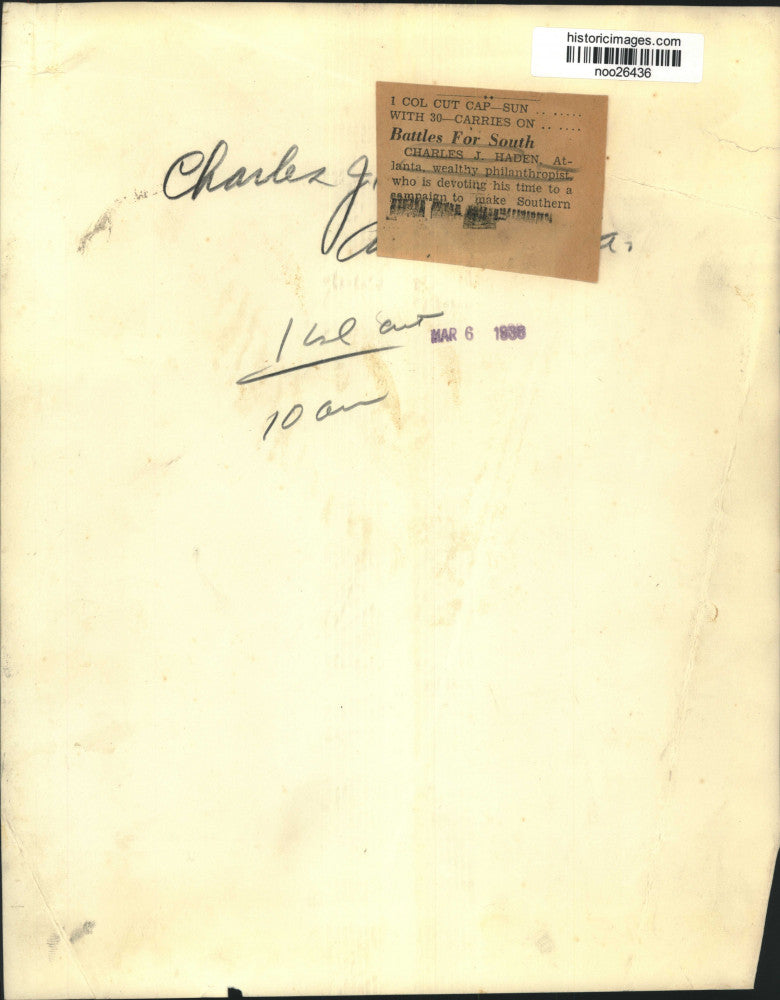 historicimages.com
noo26436
1 COL CUT CAP—SUN .. .....
WITH 30—CARRIES ON .. ....
Battles For South
CHARLES J. HADEN, At-
lanta, wealthy philanthropist,
who is devoting his time to a
campaign to make Southern
Charles J.
a.
1 col cut
MAR 6 1938
10 am